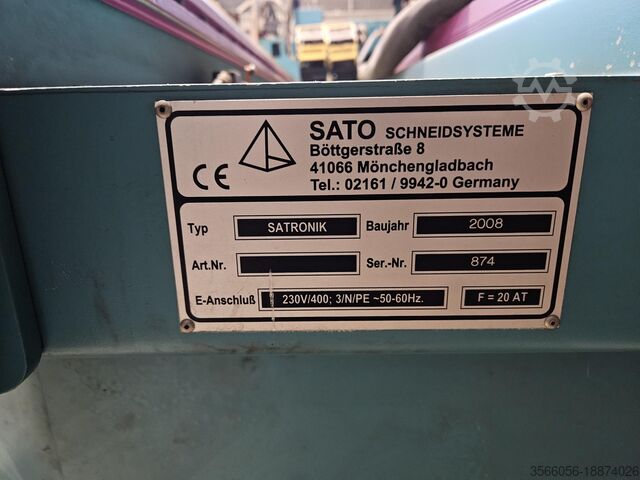 SATO SCHNEIDSYSTEME
Böttgerstraße 8
41066 Mönchengladbach
Tel.: 02161 / 9942-0 Germany
CE
Typ SATRONIK Baujahr 2008
Art.Nr. Ser.-Nr. 874
E-Anschluß 230V/400; 3/N/PE ~50-60Hz. F = 20 AT
3566056-18874026